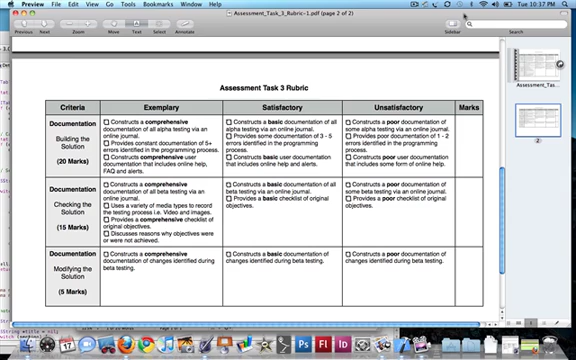 Preview File Edit View Go Tools Bookmarks Window Help
Tue 10:37 PM
Assessment_Task_3_Rubric-1.pdf (page 2 of 2)
Previous Next Zoom Move Text Select Annotate Sidebar Search
Assessment Task 3 Rubric
Criteria Exemplary Satisfactory Unsatisfactory Marks
Documentation
Building the
Solution
(20 Marks)
Constructs a comprehensive
documentation of all alpha testing via an
online journal.
Provides constant documentation of 5+
errors identified in the programming
process.
Constructs comprehensive user
documentation that includes online help,
FAQ and alerts.
Constructs a basic documentation of all
alpha testing via an online journal.
Provides basic documentation of 3 - 5
errors identified in the programming
process.
Constructs basic user documentation
that includes online help and alerts.
Constructs a poor documentation of
some alpha testing via an online journal.
Provides poor documentation of 1 - 2
errors identified in the programming
process.
Constructs poor user documentation
that includes some form of online help.
Documentation
Checking the
Solution
(15 Marks)
Constructs a comprehensive
documentation of all beta testing via an
online journal.
Uses a variety of media types to record
the testing process i.e. Video and images.
Provides a comprehensive checklist of
original objectives.
Discusses reasons why objectives were
or were not achieved.
Constructs a basic documentation of all
beta testing via an online journal.
Provides a basic checklist of original
objectives.
Constructs a poor documentation of
some beta testing via an online journal.
Provides a poor checklist of original
objectives.
Documentation
Modifying the
Solution
(5 Marks)
Constructs a comprehensive
documentation of changes identified during
beta testing.
Constructs a basic documentation of
changes identified during beta testing.
Constructs a poor documentation of
changes identified during beta testing.
Assessment_Tas...
2
17
Ps Fl Id